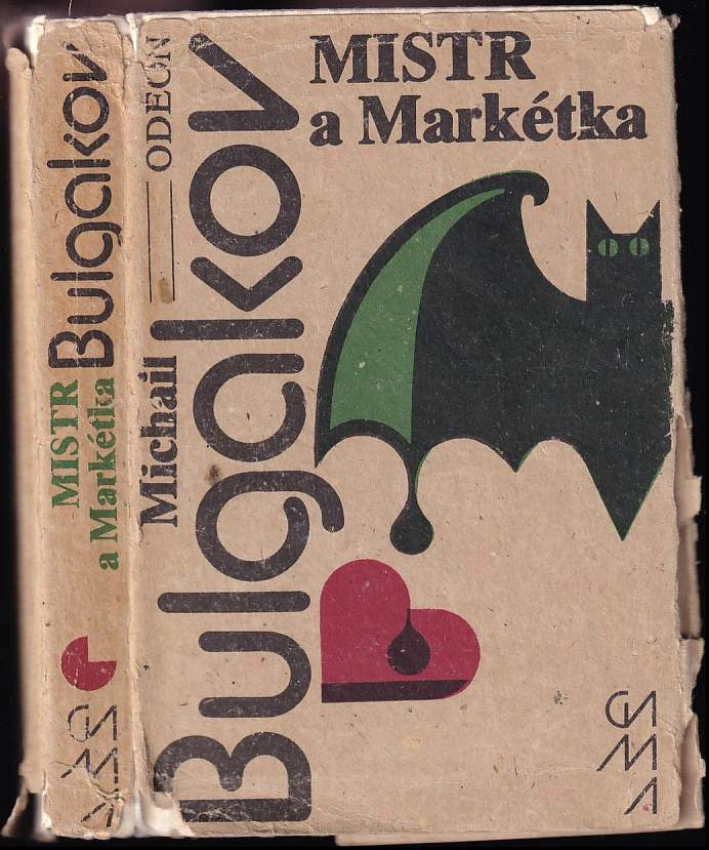 MISTR
a Markétka
Bulgakov
MISTR
a Markétka
ODEON
Michail
Bulgakov